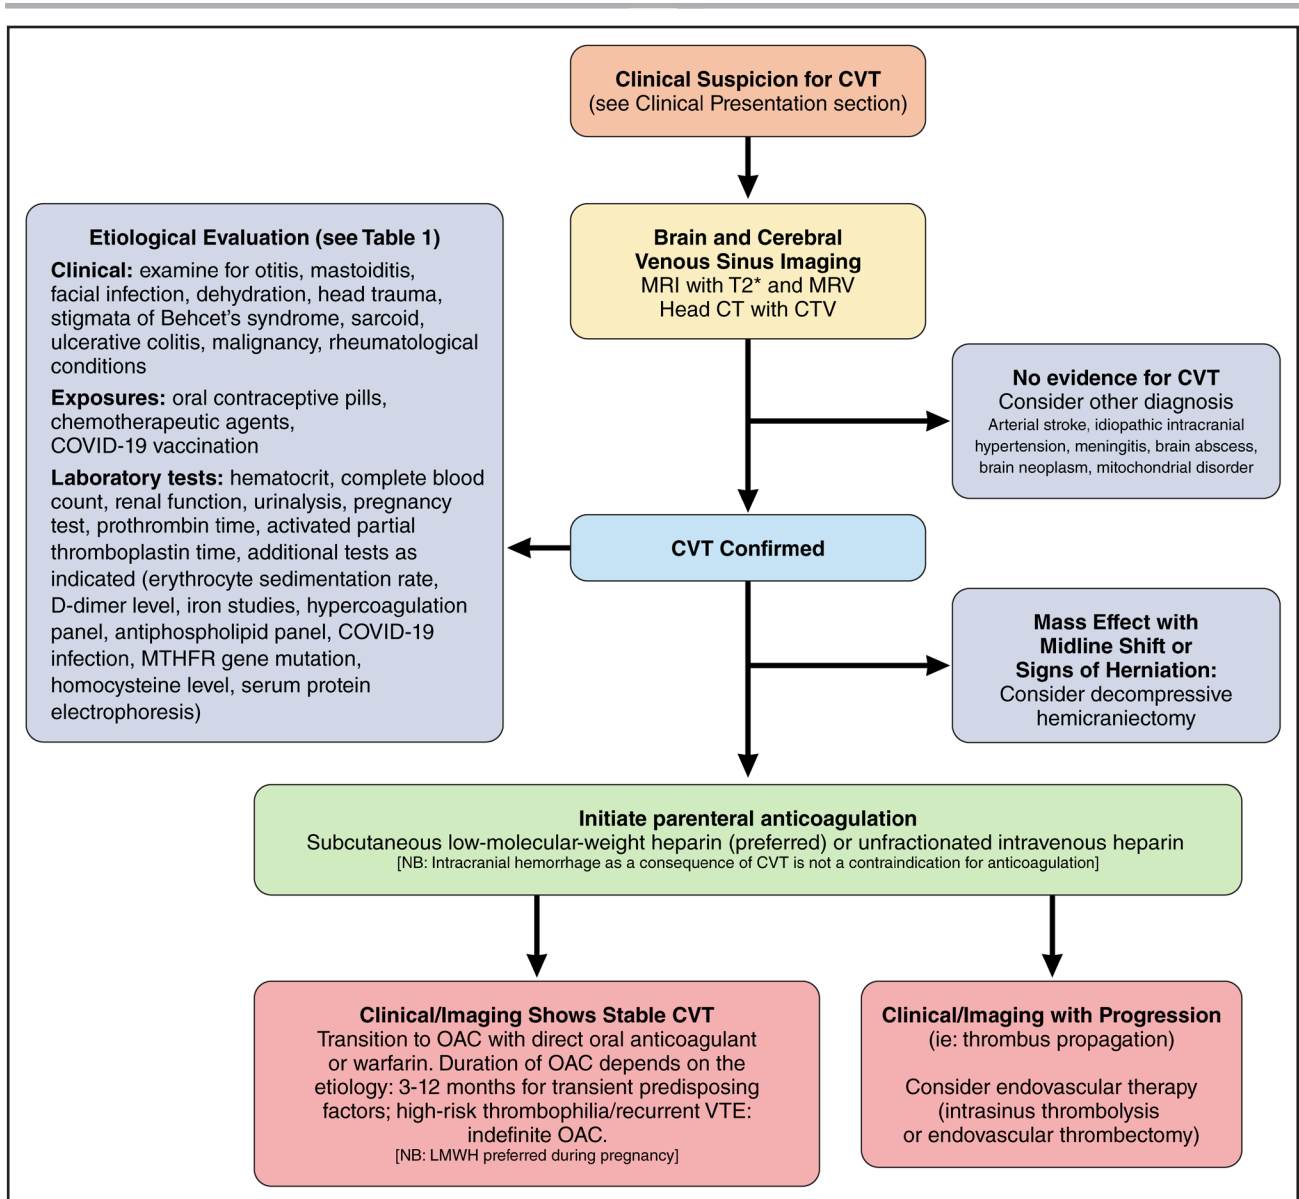 Clinical Suspicion for CVT
(see Clinical Presentation section)
Brain and Cerebral
Venous Sinus Imaging
MRI with T2* and MRV
Head CT with CTV
Etiological Evaluation (see Table 1)
Clinical: examine for otitis, mastoiditis,
facial infection, dehydration, head trauma,
stigmata of Behcet's syndrome, sarcoid,
ulcerative colitis, malignancy, rheumatological
conditions
Exposures: oral contraceptive pills,
chemotherapeutic agents,
COVID-19 vaccination
Laboratory tests: hematocrit, complete blood
count, renal function, urinalysis, pregnancy
test, prothrombin time, activated partial
thromboplastin time, additional tests as
indicated (erythrocyte sedimentation rate,
D-dimer level, iron studies, hypercoagulation
panel, antiphospholipid panel, COVID-19
infection, MTHFR gene mutation,
homocysteine level, serum protein
electrophoresis)
No evidence for CVT
Consider other diagnosis
Arterial stroke, idiopathic intracranial
hypertension, meningitis, brain abscess,
brain neoplasm, mitochondrial disorder
CVT Confirmed
Mass Effect with
Midline Shift or
Signs of Herniation:
Consider decompressive
hemicraniectomy
Initiate parenteral anticoagulation
Subcutaneous low-molecular-weight heparin (preferred) or unfractionated intravenous heparin
[NB: Intracranial hemorrhage as a consequence of CVT is not a contraindication for anticoagulation]
Clinical/Imaging Shows Stable CVT
Transition to OAC with direct oral anticoagulant
or warfarin. Duration of OAC depends on the
etiology: 3-12 months for transient predisposing
factors; high-risk thrombophilia/recurrent VTE:
indefinite OAC.
[NB: LMWH preferred during pregnancy]
Clinical/Imaging with Progression
(ie: thrombus propagation)
Consider endovascular therapy
(intrasinus thrombolysis
or endovascular thrombectomy)